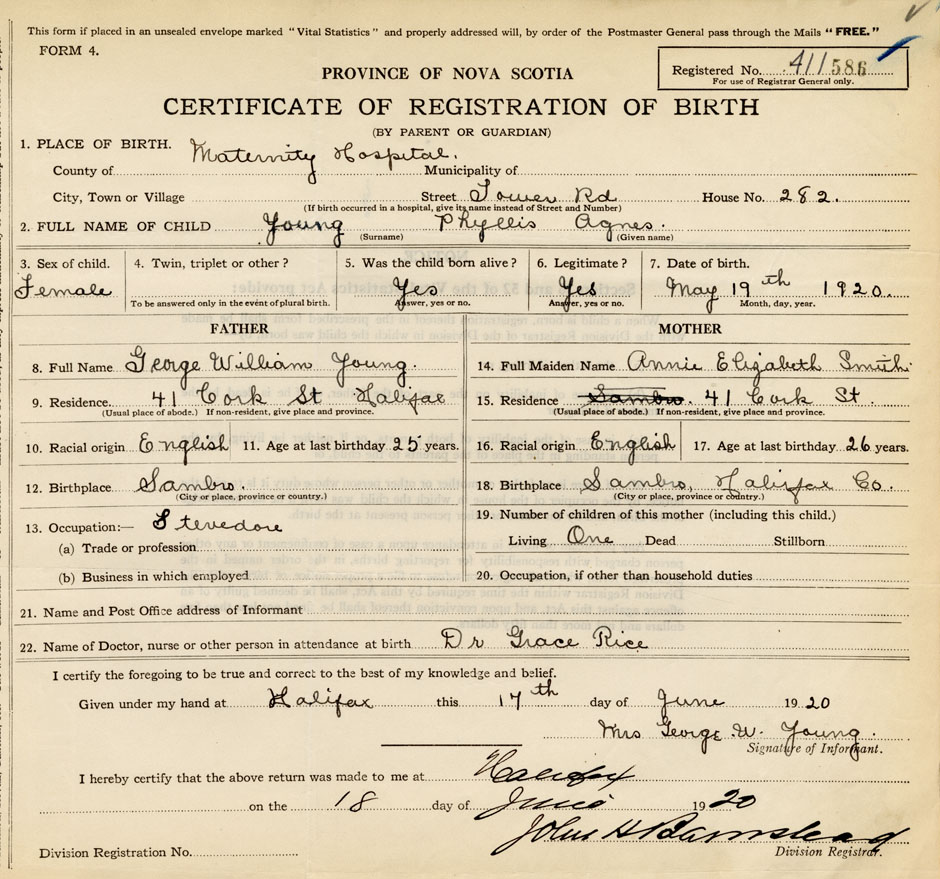 This form if placed in an unsealed envelope marked "Vital Statistics" and properly addressed will, by order of the Postmaster General pass through the Mails "FREE."
FORM 4.
Registered No. 411586
For use of Registrar General only.
PROVINCE OF NOVA SCOTIA
CERTIFICATE OF REGISTRATION OF BIRTH
(BY PARENT OR GUARDIAN)
1. PLACE OF BIRTH. Maternity Hospital.
County of Municipality of
City, Town or Village Street Tower Rd House No. 282.
(If birth occurred in a hospital, give its name instead of Street and Number)
2. FULL NAME OF CHILD Young Phyllis Agnes.
(Surname) (Given name)
3. Sex of child. 4. Twin, triplet or other? 5. Was the child born alive? 6. Legitimate? 7. Date of birth.
Female Yes Yes May 19th 1920.
To be answered only in the event of plural birth. Answer, yes or no. Answer, yes or no. Month, day, year.
FATHER MOTHER
8. Full Name George William Young. 14. Full Maiden Name Annie Elizabeth Smith
9. Residence. 41 Cork St Halifax 15. Residence Sambro. 41 Cork St.
(Usual place of abode.) If non-resident, give place and province. (Usual place of abode.) If non-resident, give place and province.
10. Racial origin English 11. Age at last birthday 25 years. 16. Racial origin English 17. Age at last birthday 26 years.
12. Birthplace Sambro. 18. Birthplace Sambro, Halifax Co.
(City or place, province or country.) (City or place, province or country.)
13. Occupation:— Stevedore 19. Number of children of this mother (including this child.)
(a) Trade or profession Living One Dead Stillborn
(b) Business in which employed 20. Occupation, if other than household duties
21. Name and Post Office address of Informant
22. Name of Doctor, nurse or other person in attendance at birth Dr Grace Rice
I certify the foregoing to be true and correct to the best of my knowledge and belief.
Given under my hand at Halifax this 17th day of June 1920
Mrs George W. Young.
Signature of Informant.
I hereby certify that the above return was made to me at Halifax
on the 18 day of June 1920
John H Barnstead
Division Registration No. Division Registrar.